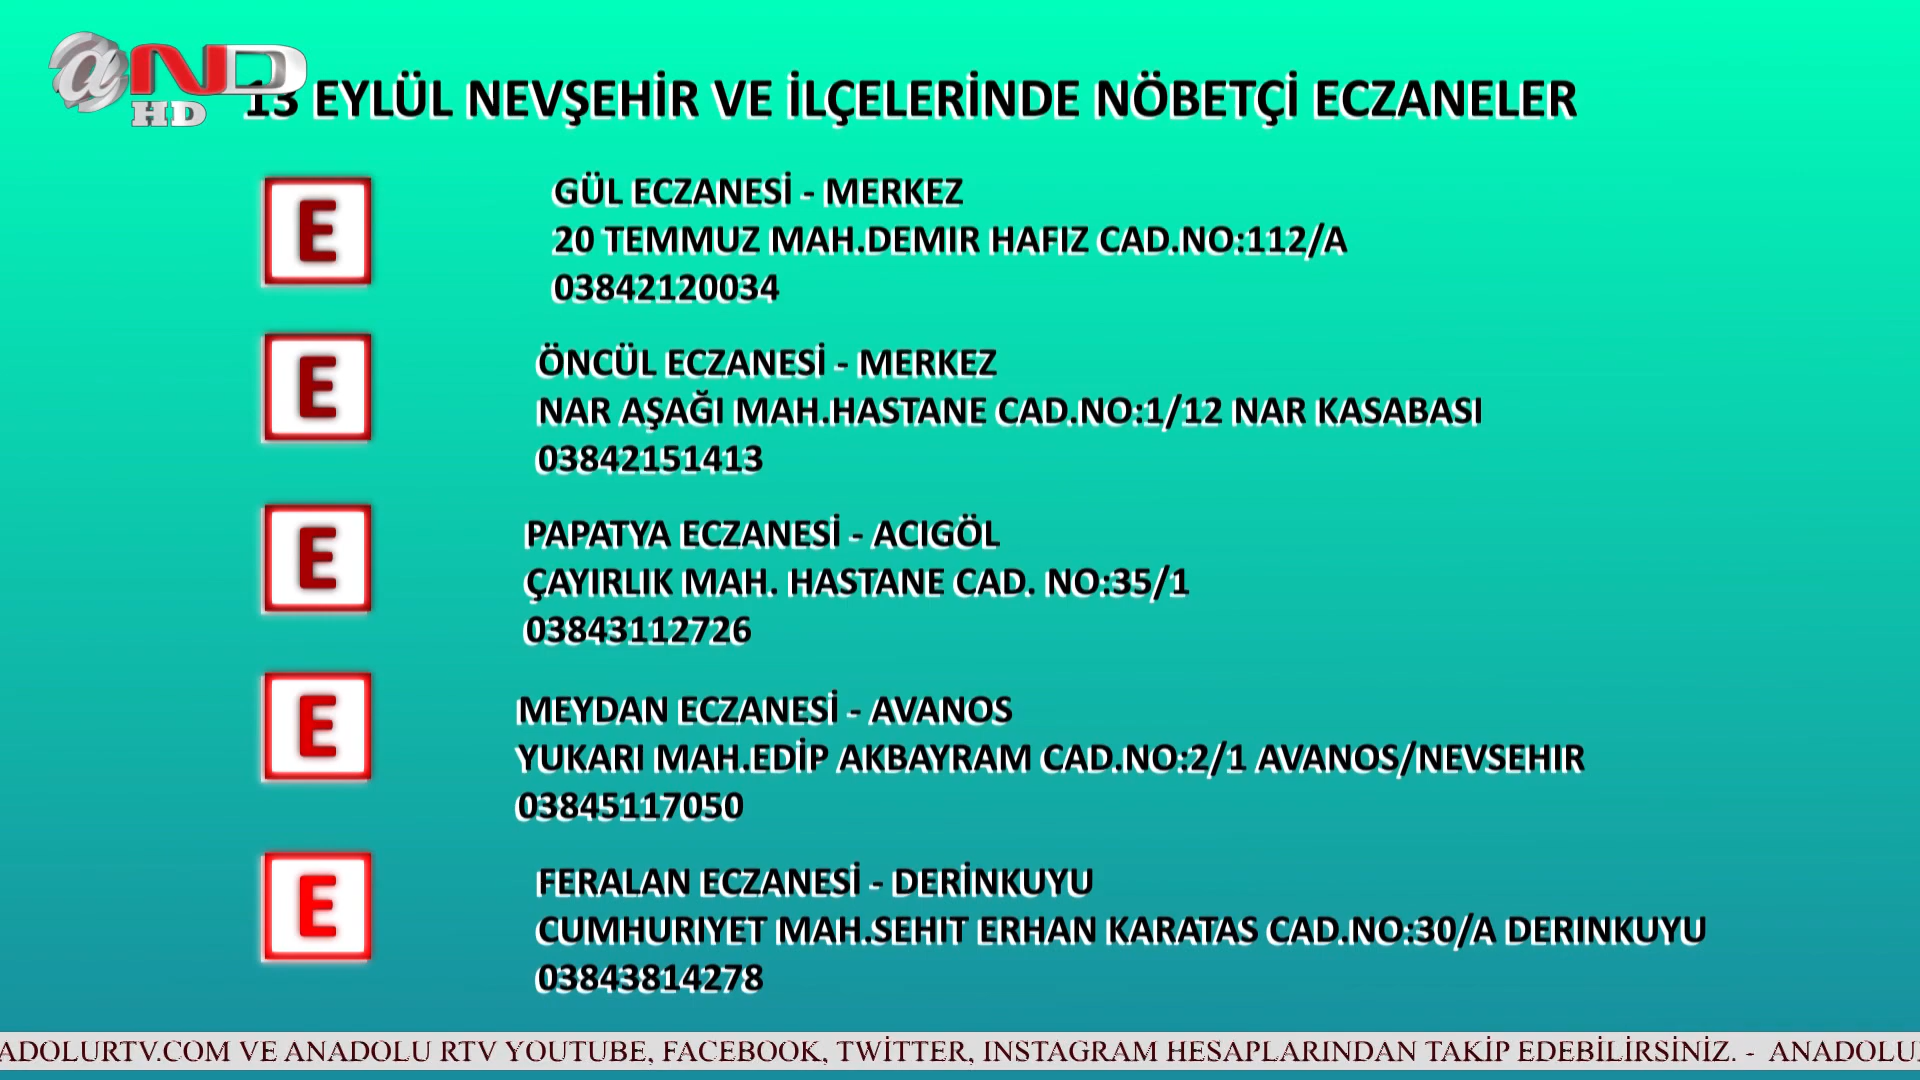 @ND
HD
13 EYLÜL NEVŞEHİR VE İLÇELERİNDE NÖBETÇİ ECZANELER
E
GÜL ECZANESİ - MERKEZ
20 TEMMUZ MAH.DEMIR HAFIZ CAD.NO:112/A
03842120034
E
ÖNCÜL ECZANESİ - MERKEZ
NAR AŞAĞI MAH.HASTANE CAD.NO:1/12 NAR KASABASI
03842151413
E
PAPATYA ECZANESİ - ACIGÖL
ÇAYIRLIK MAH. HASTANE CAD. NO:35/1
03843112726
E
MEYDAN ECZANESİ - AVANOS
YUKARI MAH.EDİP AKBAYRAM CAD.NO:2/1 AVANOS/NEVSEHIR
03845117050
E
FERALAN ECZANESİ - DERİNKUYU
CUMHURIYET MAH.SEHIT ERHAN KARATAS CAD.NO:30/A DERINKUYU
03843814278
ADOLURTV.COM VE ANADOLU RTV YOUTUBE, FACEBOOK, TWİTTER, INSTAGRAM HESAPLARINDAN TAKİP EDEBİLİRSİNİZ. - ANADOLU